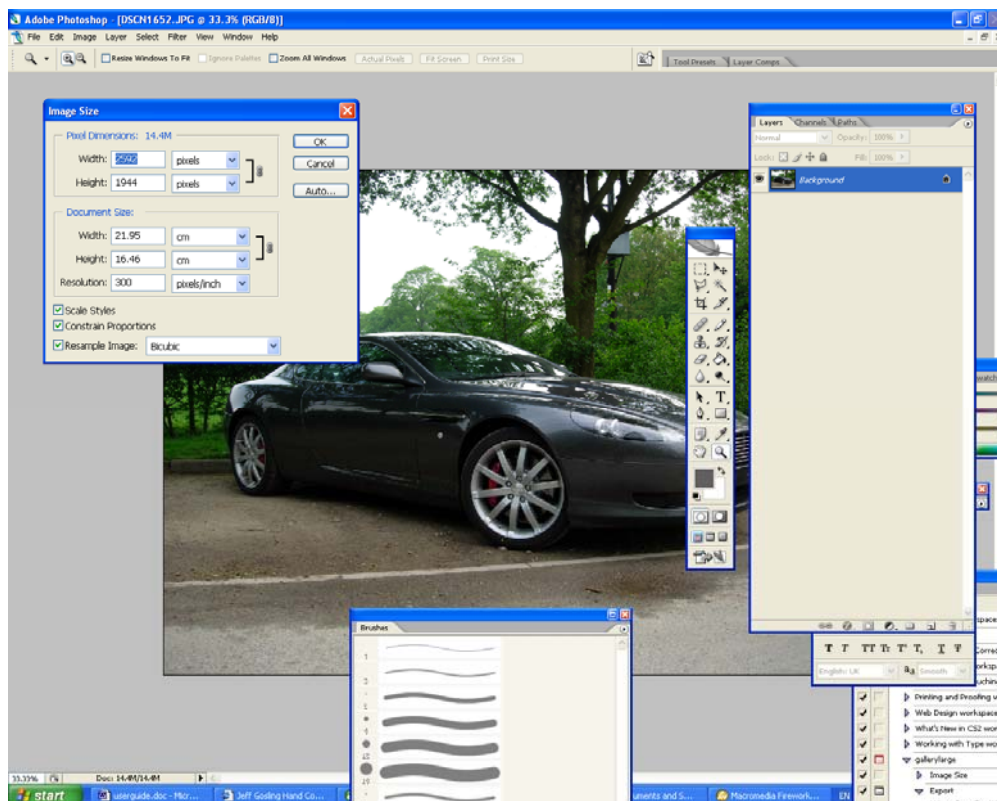 Adobe Photoshop - [DSCN1652.JPG @ 33.3% (RGB/8)]
File Edit Image Layer Select Filter View Window Help
Resize Windows To Fit Ignore Palettes Zoom All Windows Actual Pixels Fit Screen Print Size
Tool Presets Layer Comps
Image Size
Pixel Dimensions: 14.4M
Width: 2592 pixels
Height: 1944 pixels
OK
Cancel
Auto...
Document Size:
Width: 21.95 cm
Height: 16.46 cm
Resolution: 300 pixels/inch
Scale Styles
Constrain Proportions
Resample Image: Bicubic
Layers Channels Paths
Normal Opacity: 100%
Lock: Fill: 100%
Background
Brushes
English: UK Smooth
Printing and Proofing
Web Design workspace
What's New in CS2
Working with Type
gallerylarge
Image Size
Export
33.33% Doc: 14.4M/14.4M
start userguide.doc - Micr... Jeff Gosling Hand Co... uments and S... Macromedia Firework... EN